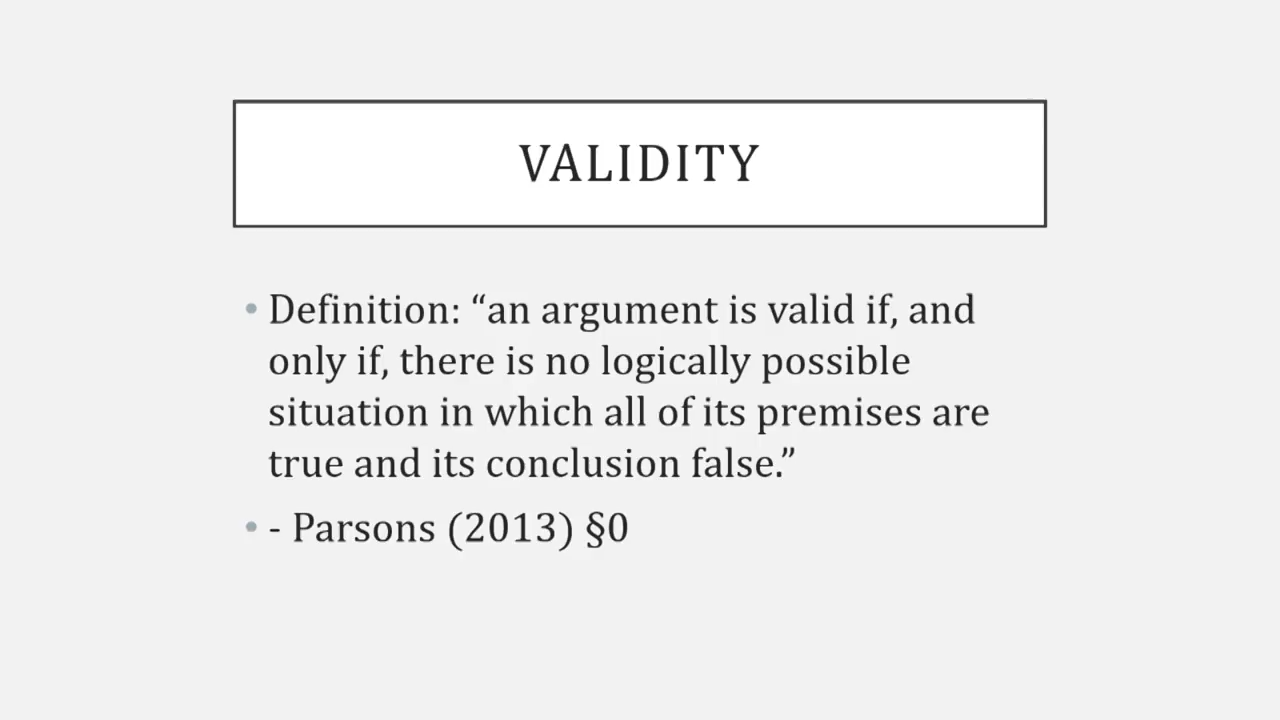 VALIDITY
• Definition: “an argument is valid if, and
only if, there is no logically possible
situation in which all of its premises are
true and its conclusion false.”
• - Parsons (2013) §0